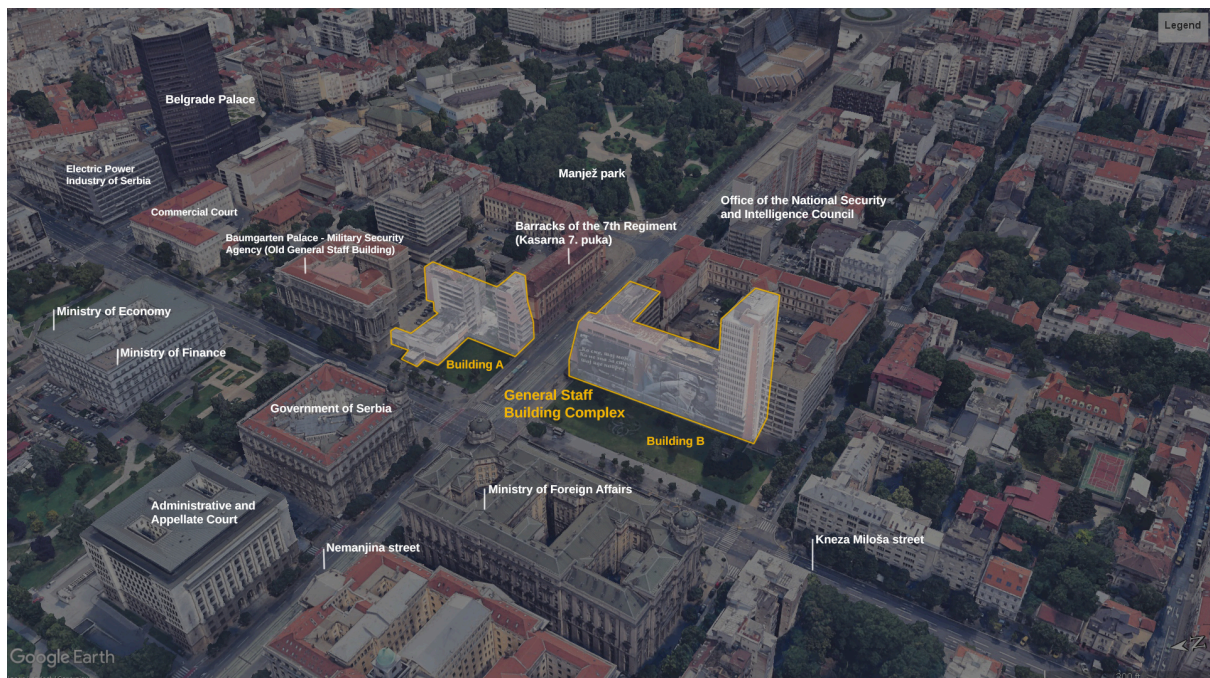 Legend
Belgrade Palace
Electric Power
Industry of Serbia
Manjež park
Commercial Court
Office of the National Security
and Intelligence Council
Barracks of the 7th Regiment
(Kasarna 7. puka)
Baumgarten Palace - Military Security
Agency (Old General Staff Building)
Ministry of Economy
Ministry of Finance
Building A
General Staff
Building Complex
Government of Serbia
Building B
Ministry of Foreign Affairs
Administrative and
Appellate Court
Kneza Miloša street
Nemanjina street
Google Earth